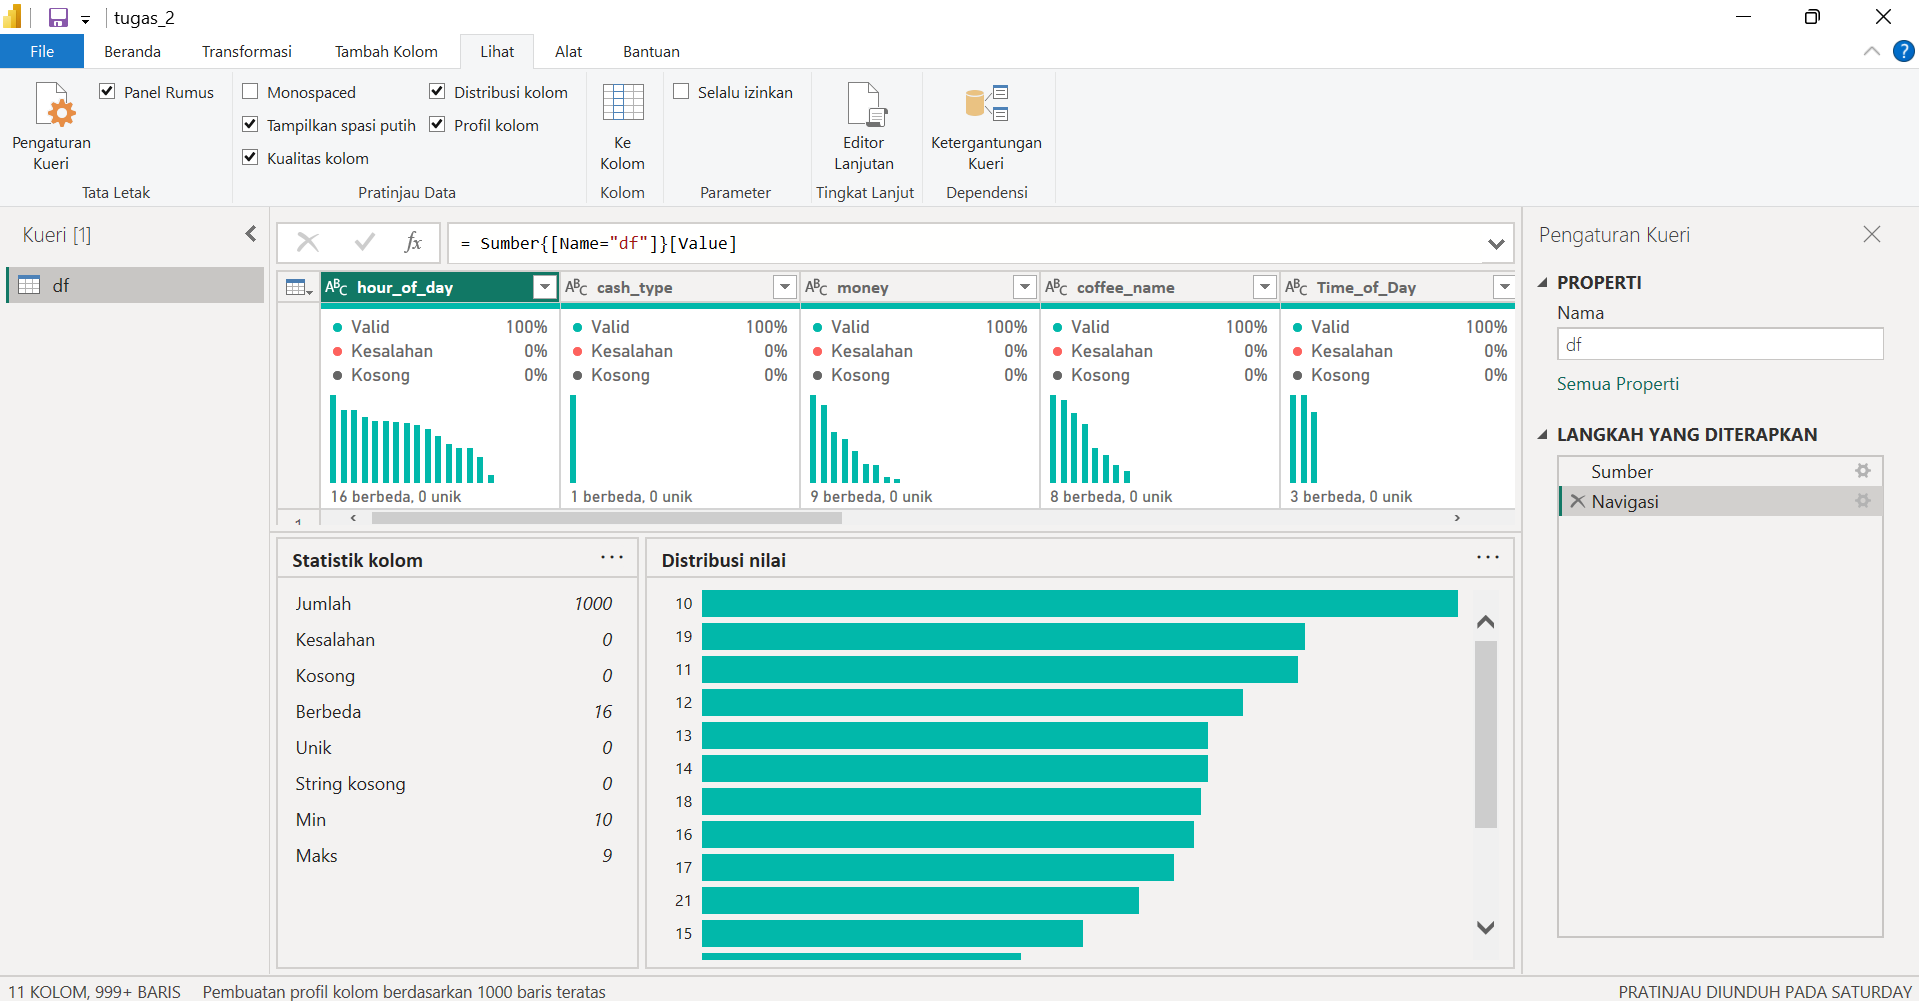 tugas_2
File Beranda Transformasi Tambah Kolom Lihat Alat Bantuan
Pengaturan Kueri
Panel Rumus
Tata Letak
Monospaced
Tampilkan spasi putih
Kualitas kolom
Distribusi kolom
Profil kolom
Pratinjau Data
Ke Kolom
Kolom
Selalu izinkan
Parameter
Editor Lanjutan
Tingkat Lanjut
Ketergantungan Kueri
Dependensi
Kueri [1]
df
fx
= Sumber{[Name="df"]}[Value]
ABC hour_of_day
Valid 100%
Kesalahan 0%
Kosong 0%
16 berbeda, 0 unik
ABC cash_type
Valid 100%
Kesalahan 0%
Kosong 0%
1 berbeda, 0 unik
ABC money
Valid 100%
Kesalahan 0%
Kosong 0%
9 berbeda, 0 unik
ABC coffee_name
Valid 100%
Kesalahan 0%
Kosong 0%
8 berbeda, 0 unik
ABC Time_of_Day
Valid 100%
Kesalahan 0%
Kosong 0%
3 berbeda, 0 unik
Statistik kolom
Jumlah 1000
Kesalahan 0
Kosong 0
Berbeda 16
Unik 0
String kosong 0
Min 10
Maks 9
Distribusi nilai
10
19
11
12
13
14
18
16
17
21
15
Pengaturan Kueri
PROPERTI
Nama
df
Semua Properti
LANGKAH YANG DITERAPKAN
Sumber
Navigasi
11 KOLOM, 999+ BARIS
Pembuatan profil kolom berdasarkan 1000 baris teratas
PRATINJAU DIUNDUH PADA SATURDAY